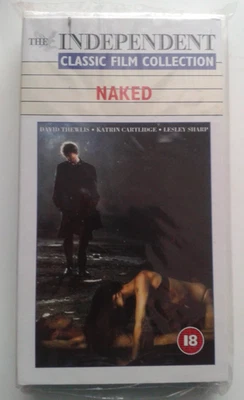 THE INDEPENDENT
CLASSIC FILM COLLECTION
NAKED
DAVID THEWLIS • KATRIN CARTLIDGE • LESLEY SHARP
18